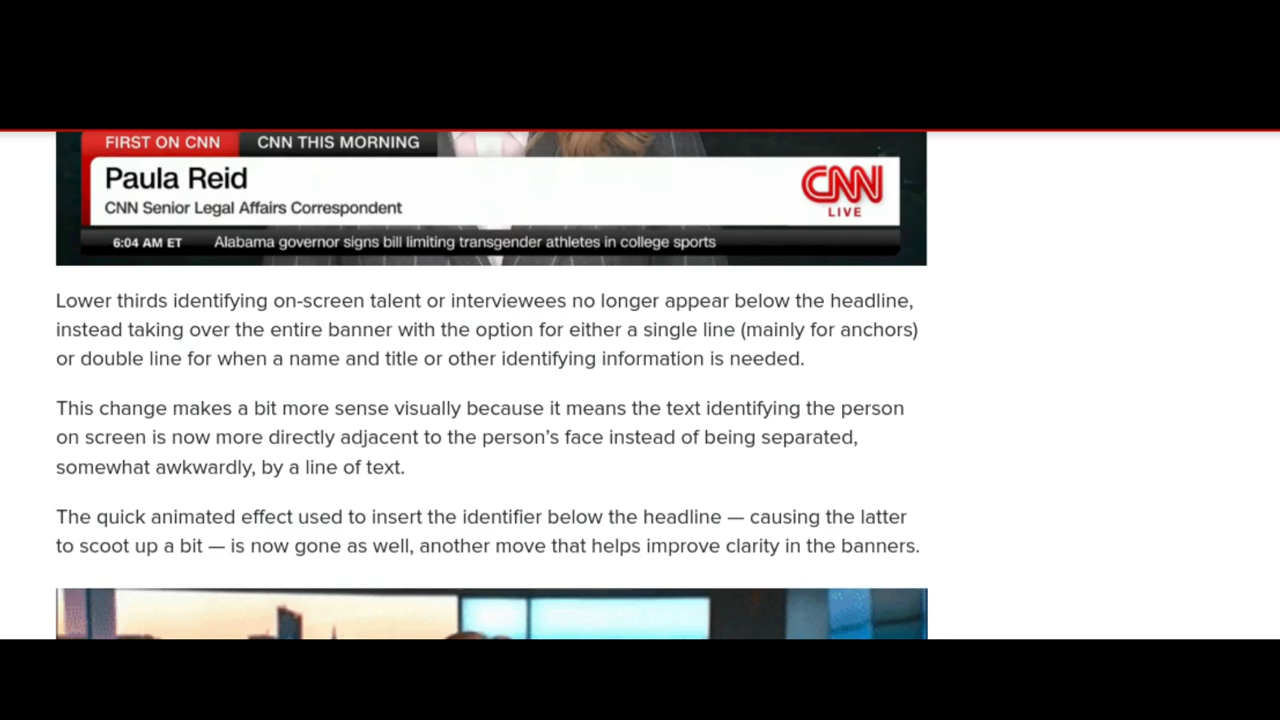 FIRST ON CNN CNN THIS MORNING
Paula Reid
CNN Senior Legal Affairs Correspondent
CNN
LIVE
6:04 AM ET Alabama governor signs bill limiting transgender athletes in college sports
Lower thirds identifying on-screen talent or interviewees no longer appear below the headline,
instead taking over the entire banner with the option for either a single line (mainly for anchors)
or double line for when a name and title or other identifying information is needed.
This change makes a bit more sense visually because it means the text identifying the person
on screen is now more directly adjacent to the person’s face instead of being separated,
somewhat awkwardly, by a line of text.
The quick animated effect used to insert the identifier below the headline — causing the latter
to scoot up a bit — is now gone as well, another move that helps improve clarity in the banners.